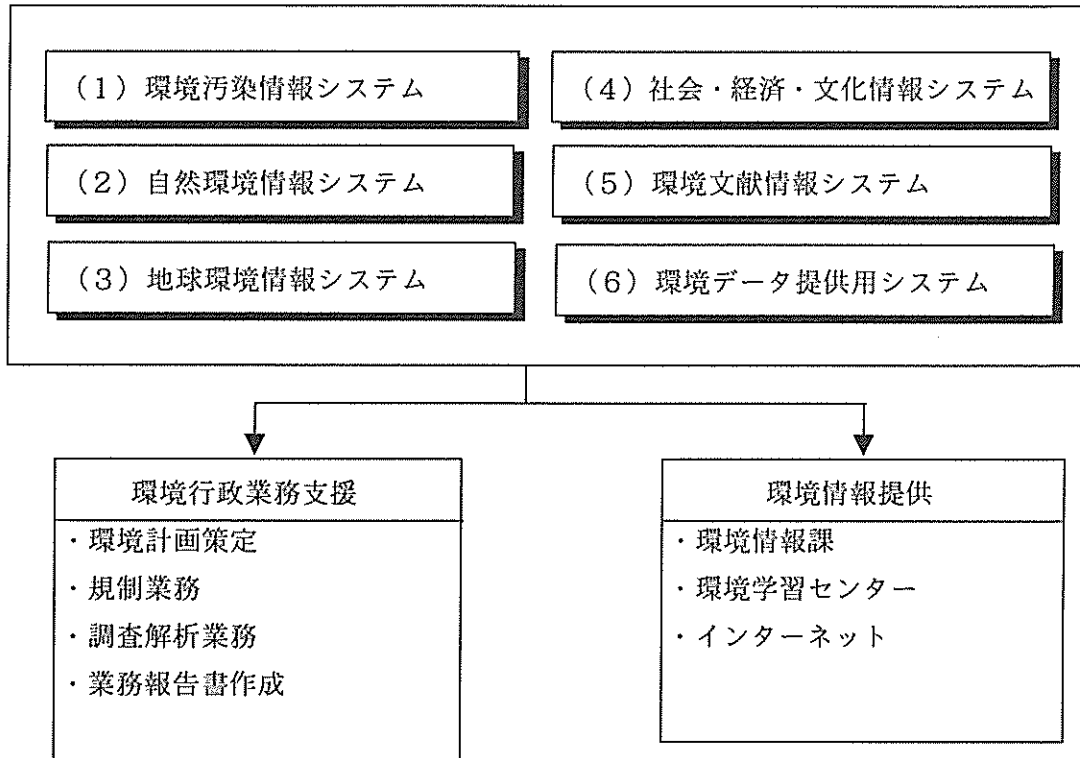 （1）環境汚染情報システム
（2）自然環境情報システム
（3）地球環境情報システム
（4）社会・経済・文化情報システム
（5）環境文献情報システム
（6）環境データ提供用システム
環境行政業務支援
・環境計画策定
・規制業務
・調査解析業務
・業務報告書作成
環境情報提供
・環境情報課
・環境学習センター
・インターネット